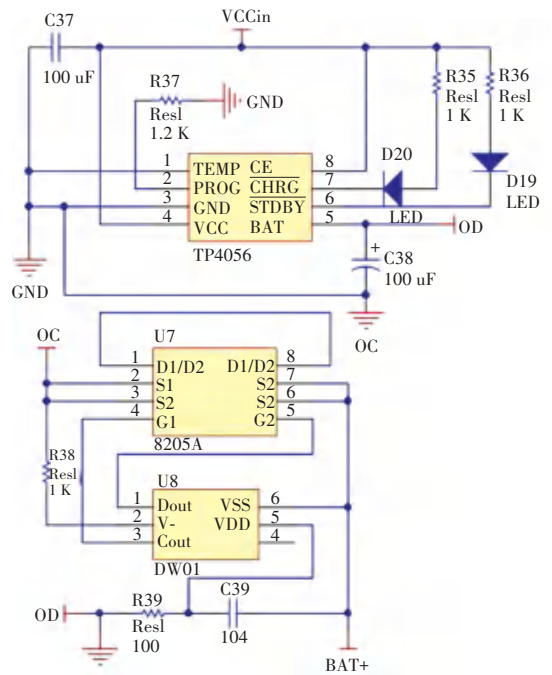 C37
100 uF
VCCin
R37
Resl
1.2 K
GND
R35
Resl
1 K
R36
Resl
1 K
D20
LED
D19
LED
1 TEMP CE 8
2 PROG CHRG 7
3 GND STDBY 6
4 VCC BAT 5
TP4056
OD
+
C38
100 uF
GND
OC
OC
U7
1 D1/D2 D1/D2 8
2 S1 S2 7
3 S2 S2 6
4 G1 G2 5
8205A
R38
Resl
1 K
U8
1 Dout VSS 6
2 V- VDD 5
3 Cout 4
DW01
OD
R39
Resl
100
C39
104
BAT+